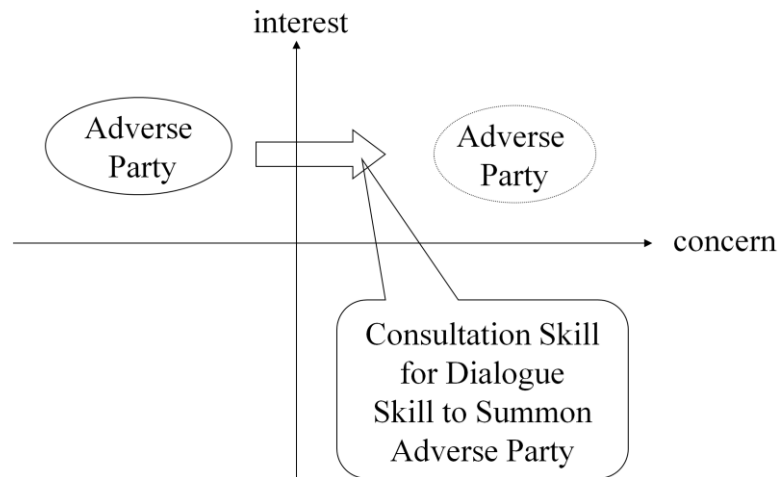 interest
Adverse
Party
Adverse
Party
concern
Consultation Skill
for Dialogue
Skill to Summon
Adverse Party